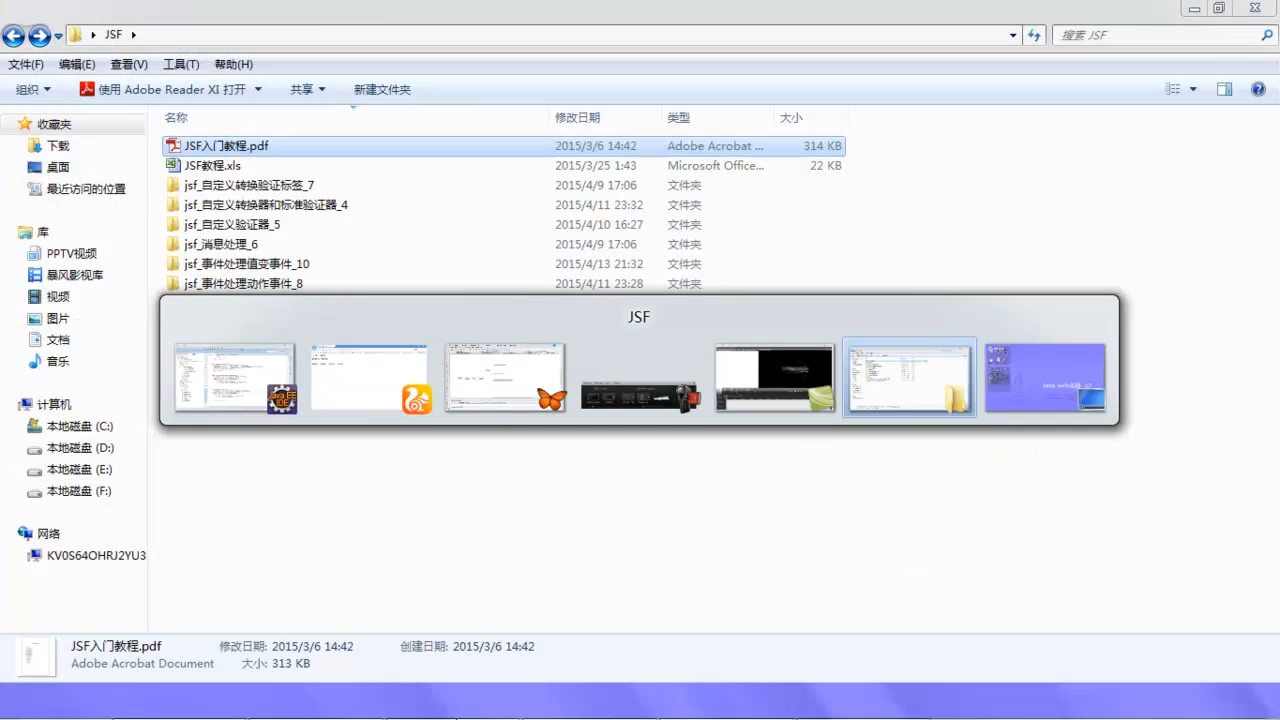 JSF
搜索 JSF
文件(F) 编辑(E) 查看(V) 工具(T) 帮助(H)
组织 使用 Adobe Reader XI 打开 共享 新建文件夹
名称 修改日期 类型 大小
收藏夹
下载
桌面
最近访问的位置
库
PPTV视频
暴风影视库
视频
图片
文档
音乐
计算机
本地磁盘 (C:)
本地磁盘 (D:)
本地磁盘 (E:)
本地磁盘 (F:)
网络
KV0S64OHRJ2YU3
JSF入门教程.pdf 2015/3/6 14:42 Adobe Acrobat ... 314 KB
JSF教程.xls 2015/3/25 1:43 Microsoft Office... 22 KB
jsf_自定义转换验证标签_7 2015/4/9 17:06 文件夹
jsf_自定义转换器和标准验证器_4 2015/4/11 23:32 文件夹
jsf_自定义验证器_5 2015/4/10 16:27 文件夹
jsf_消息处理_6 2015/4/9 17:06 文件夹
jsf_事件处理值变事件_10 2015/4/13 21:32 文件夹
jsf_事件处理动作事件_8 2015/4/11 23:28 文件夹
JSF
JSF入门教程.pdf 修改日期: 2015/3/6 14:42 创建日期: 2015/3/6 14:42
Adobe Acrobat Document 大小: 313 KB